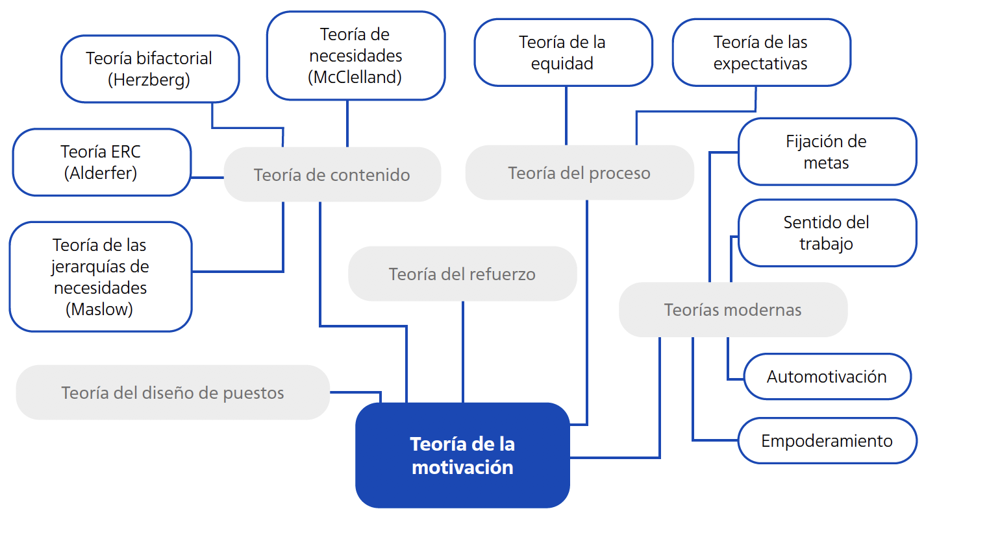 Teoría bifactorial
(Herzberg)
Teoría de
necesidades
(McClelland)
Teoría de la
equidad
Teoría de las
expectativas
Teoría ERC
(Alderfer)
Teoría de contenido
Teoría del proceso
Fijación de
metas
Sentido del
trabajo
Teoría de las
jerarquías de
necesidades
(Maslow)
Teoría del refuerzo
Teorías modernas
Automotivación
Teoría del diseño de puestos
Teoría de la
motivación
Empoderamiento